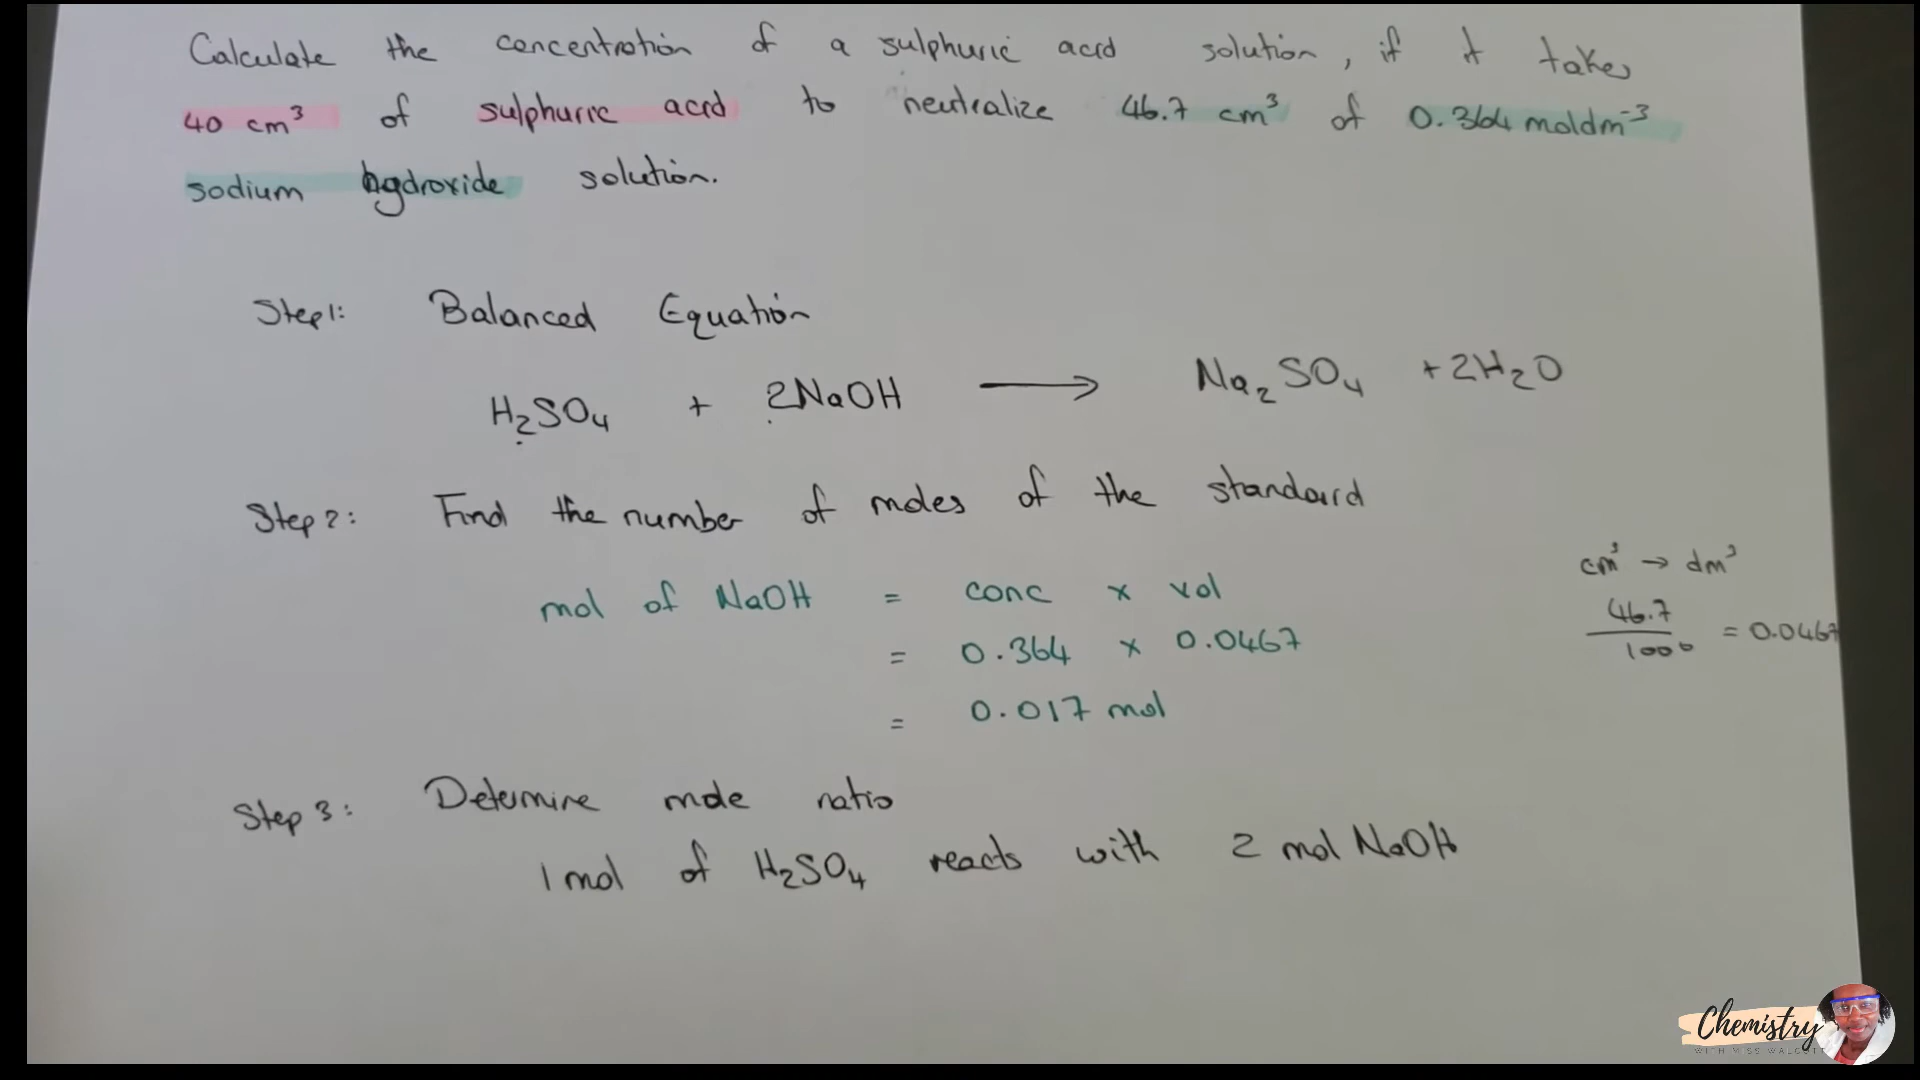 Calculate the concentration of a sulphuric acid solution, if it takes
40 cm³ of sulphuric acid to neutralize 46.7 cm³ of 0.364 moldm⁻³
sodium hydroxide solution.
Step 1: Balanced Equation
H₂SO₄ + 2NaOH → Na₂SO₄ + 2H₂O
Step 2: Find the number of moles of the standard
cm³ → dm³
mol of NaOH = conc x vol
46.7
= 0.364 x 0.0467
1000 = 0.0467
= 0.017 mol
Step 3: Determine mole ratio
1 mol of H₂SO₄ reacts with 2 mol NaOH
Chemistry
WITH MISS WALCOTT